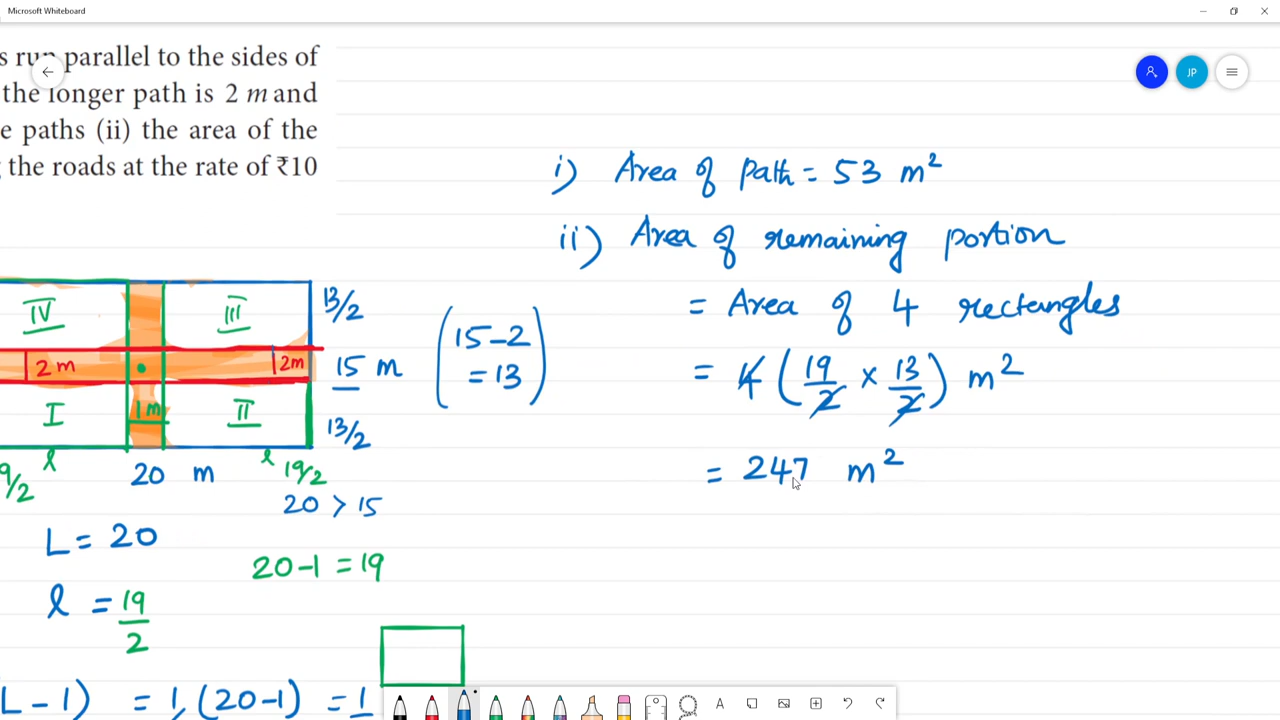 Microsoft Whiteboard
s run parallel to the sides of
the longer path is 2 m and
e paths (ii) the area of the
the roads at the rate of ₹10
JP
i) Area of path = 53 m²
ii) Area of remaining portion
= Area of 4 rectangles
= 4 (19/2 × 13/2) m²
= 247 m²
IV III 13/2
2 m 2m 15 m
(15-2
= 13)
I 1m II 13/2
9/2 l 20 m l 19/2
20 > 15
L = 20
20-1 = 19
l = 19/2
L-1) = 1, (20-1) = 1
A